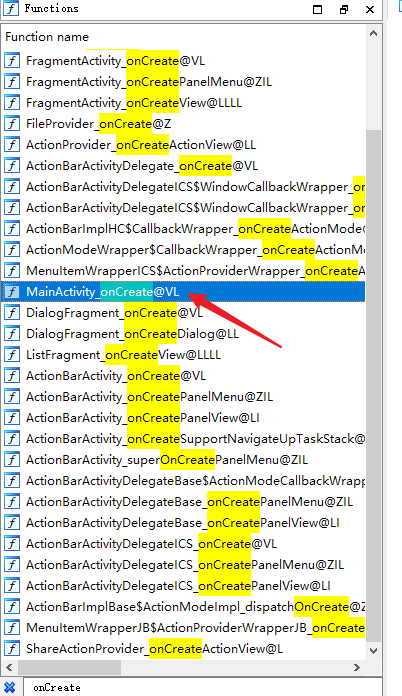 Functions
Function name
FragmentActivity_onCreate@VL
FragmentActivity_onCreatePanelMenu@ZIL
FragmentActivity_onCreateView@LLLL
FileProvider_onCreate@Z
ActionProvider_onCreateActionView@LL
ActionBarActivityDelegate_onCreate@VL
ActionBarActivityDelegateICS$WindowCallbackWrapper_on
ActionBarActivityDelegateICS$WindowCallbackWrapper_on
ActionBarImplHC$CallbackWrapper_onCreateActionMode@
ActionModeWrapper$CallbackWrapper_onCreateActionMo
MenuItemWrapperICS$ActionProviderWrapper_onCreateA
MainActivity_onCreate@VL
DialogFragment_onCreate@VL
DialogFragment_onCreateDialog@LL
ListFragment_onCreateView@LLLL
ActionBarActivity_onCreate@VL
ActionBarActivity_onCreatePanelMenu@ZIL
ActionBarActivity_onCreatePanelView@LI
ActionBarActivity_onCreateSupportNavigateUpTaskStack@
ActionBarActivity_superOnCreatePanelMenu@ZIL
ActionBarActivityDelegateBase$ActionModeCallbackWrapp
ActionBarActivityDelegateBase_onCreatePanelMenu@ZIL
ActionBarActivityDelegateBase_onCreatePanelView@LI
ActionBarActivityDelegateICS_onCreate@VL
ActionBarActivityDelegateICS_onCreatePanelMenu@ZIL
ActionBarActivityDelegateICS_onCreatePanelView@LI
ActionBarImplBase$ActionModeImpl_dispatchOnCreate@Z
MenuItemWrapperJB$ActionProviderWrapperJB_onCreate
ShareActionProvider_onCreateActionView@L
onCreate